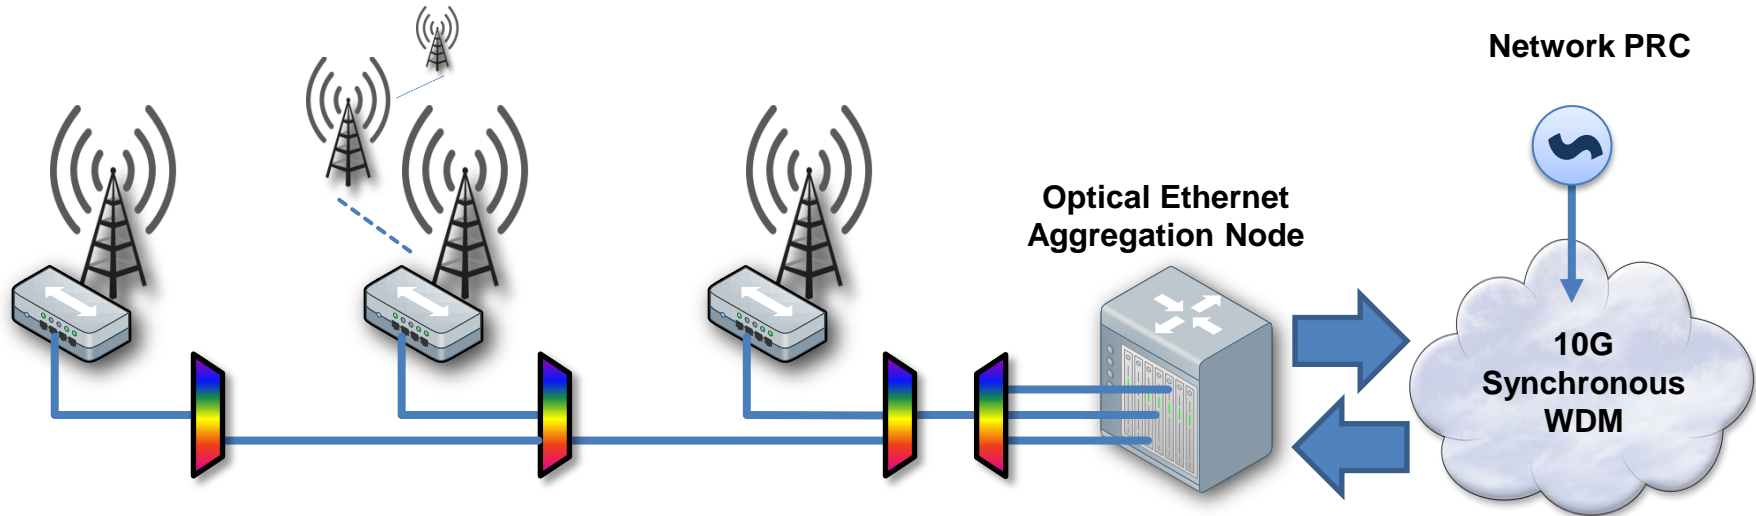 Network PRC
Optical Ethernet
Aggregation Node
10G
Synchronous
WDM